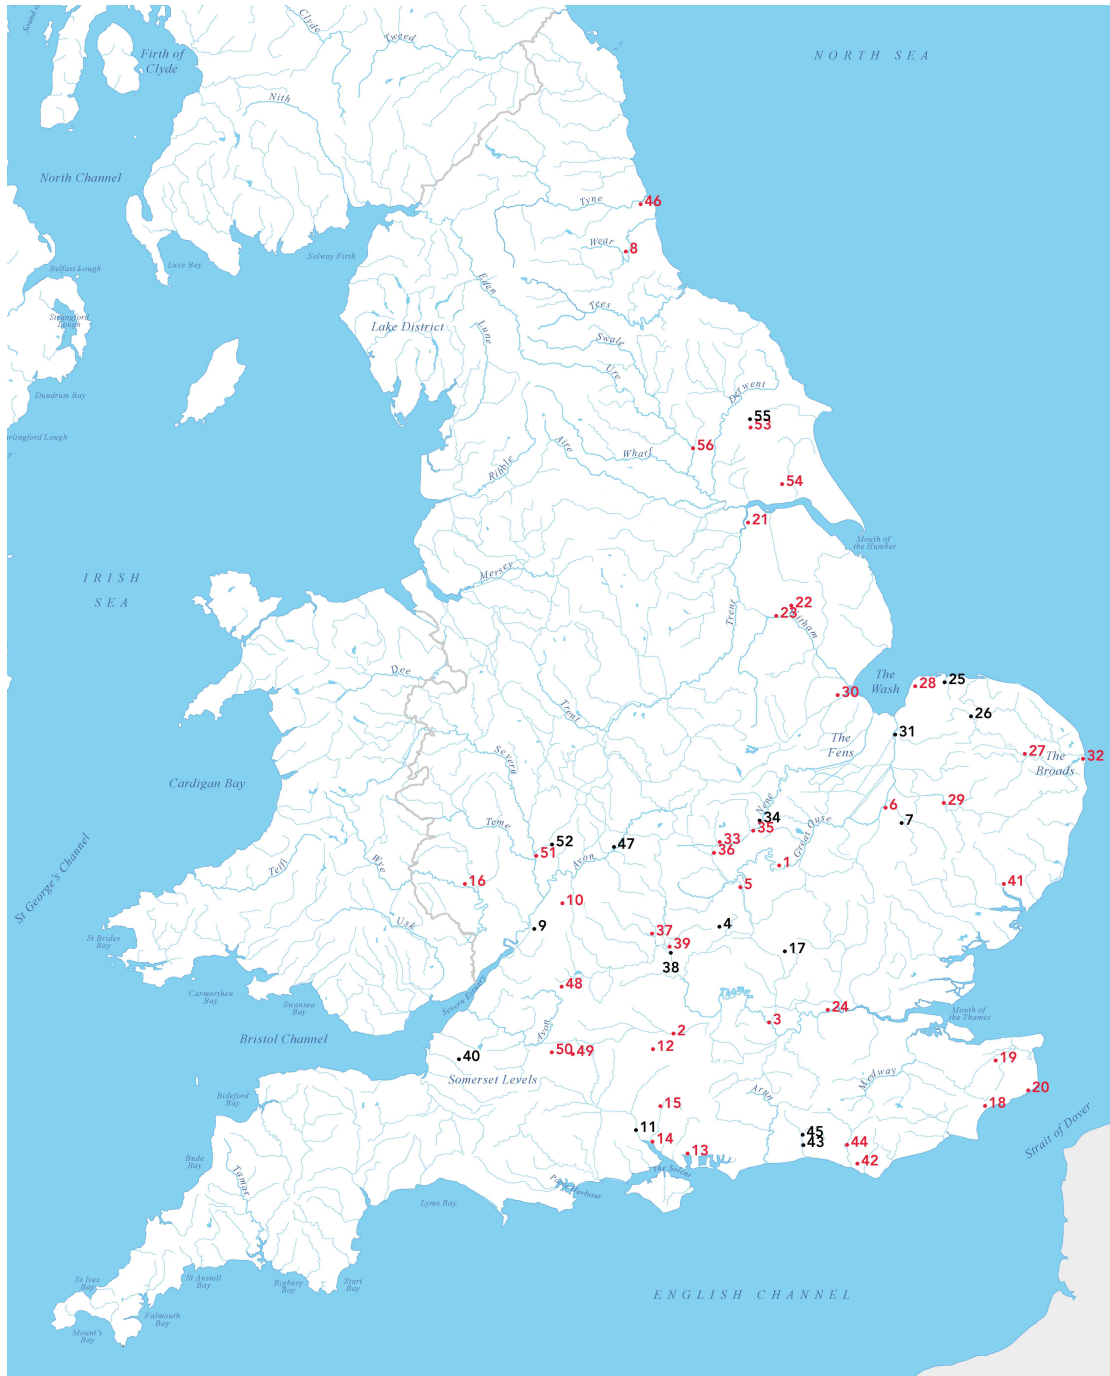 Sound of
Clyde
Tweed
Firth of
Clyde
NORTH SEA
Nith
North Channel
Tyne
46
Wear
8
Luce Bay
Solway Firth
Belfast Lough
Eden
Strangford
Lough
Tees
Lake District
Lune
Swale
Ure
Derwent
Dundrum Bay
55
53
arlingford Lough
Aire
56
Wharf
Ribble
54
21
Mouth of
the Humber
IRISH
SEA
Mersey
Trent
22
23
Witham
Dee
The
Wash
28
25
30
Trent
26
31
The
Fens
Severn
27
The
Broads
32
Cardigan Bay
Nene
6
29
34
7
Teme
35
Great Ouse
33
52
47
36
51
Avon
1
Teifi
Wye
16
5
41
St George's Channel
10
Usk
9
4
37
St Brides
Bay
39
17
38
48
Carmarthen
Bay
Swansea
Bay
Severn Estuary
Thame
24
Mouth of
the Thames
3
Bristol Channel
Avon
2
12
50
49
40
Somerset Levels
19
Medway
20
Bideford
Bay
Arun
15
18
Strait of Dover
11
45
14
43
44
13
42
Bude
Bay
The Solent
Tamar
Poole Harbour
Lyme Bay
St Ives
Bay
St Austell
Bay
Bigbury
Bay
Start
Bay
ENGLISH CHANNEL
Falmouth
Bay
Mount's
Bay